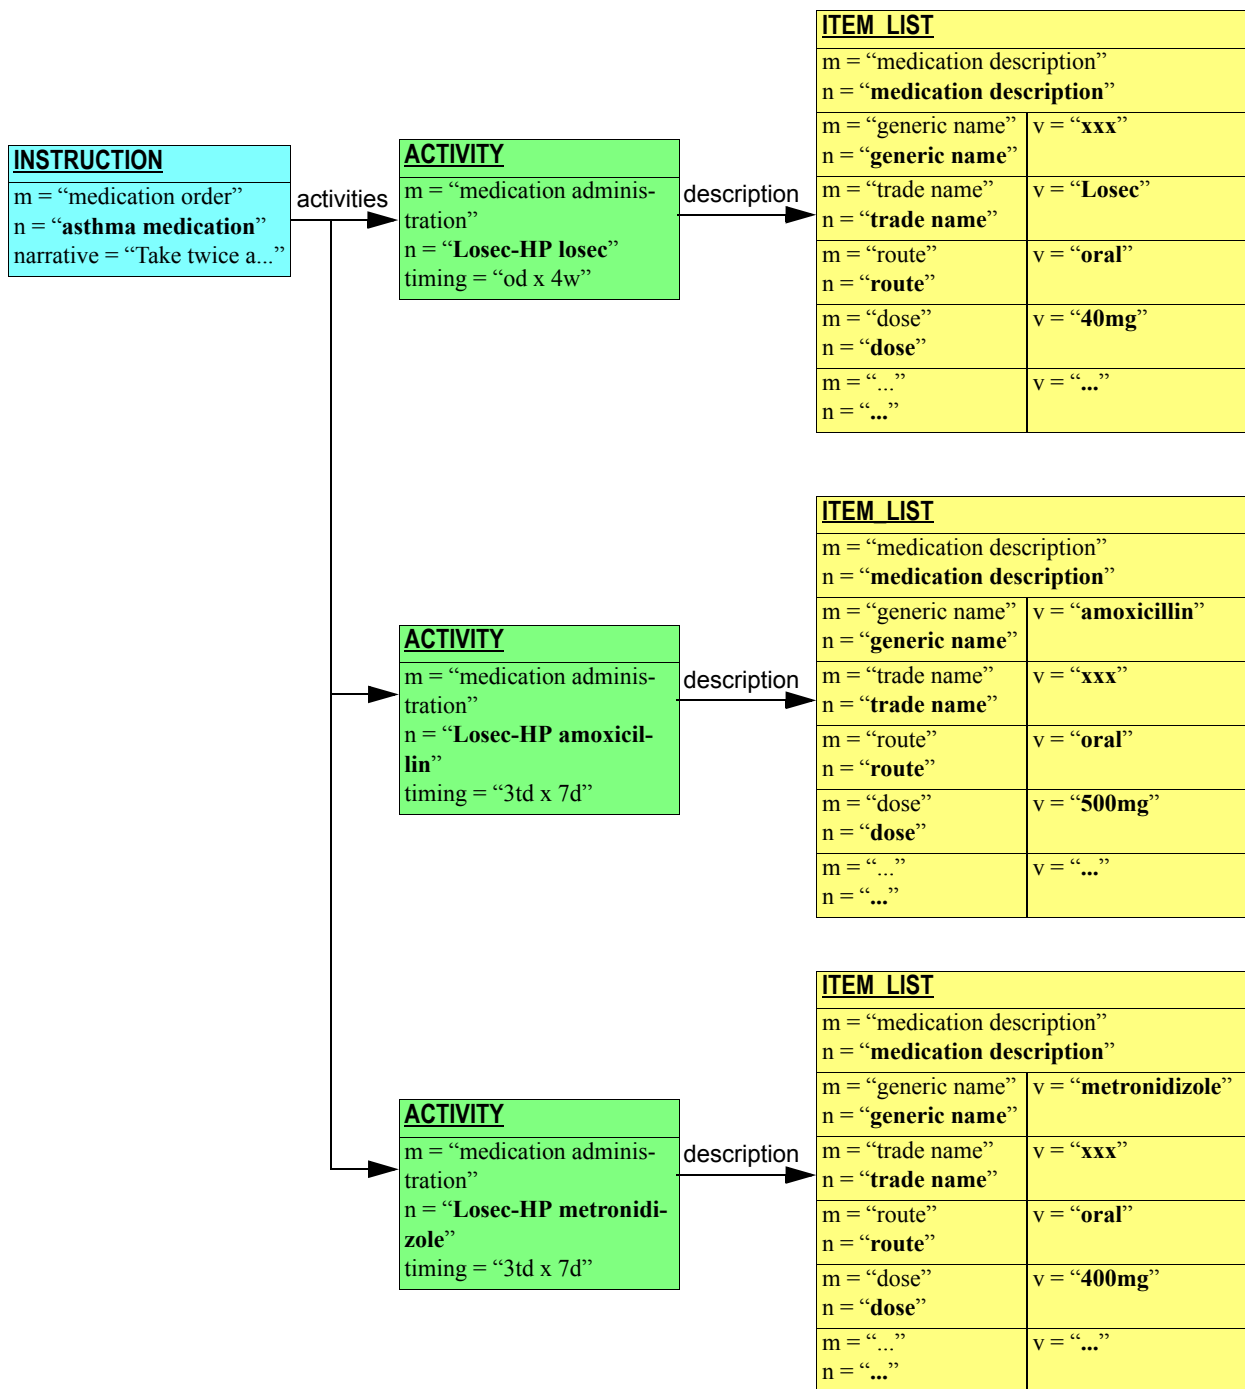 INSTRUCTION
m = “medication order”
n = “asthma medication”
narrative = “Take twice a...”
activities
ACTIVITY
m = “medication adminis-
tration”
n = “Losec-HP losec”
timing = “od x 4w”
description
ITEM_LIST
m = “medication description”
n = “medication description”
m = “generic name”
n = “generic name”
v = “xxx”
m = “trade name”
n = “trade name”
v = “Losec”
m = “route”
n = “route”
v = “oral”
m = “dose”
n = “dose”
v = “40mg”
m = “...”
n = “...”
v = “...”
ACTIVITY
m = “medication adminis-
tration”
n = “Losec-HP amoxicil-
lin”
timing = “3td x 7d”
description
ITEM_LIST
m = “medication description”
n = “medication description”
m = “generic name”
n = “generic name”
v = “amoxicillin”
m = “trade name”
n = “trade name”
v = “xxx”
m = “route”
n = “route”
v = “oral”
m = “dose”
n = “dose”
v = “500mg”
m = “...”
n = “...”
v = “...”
ACTIVITY
m = “medication adminis-
tration”
n = “Losec-HP metronidi-
zole”
timing = “3td x 7d”
description
ITEM_LIST
m = “medication description”
n = “medication description”
m = “generic name”
n = “generic name”
v = “metronidizole”
m = “trade name”
n = “trade name”
v = “xxx”
m = “route”
n = “route”
v = “oral”
m = “dose”
n = “dose”
v = “400mg”
m = “...”
n = “...”
v = “...”